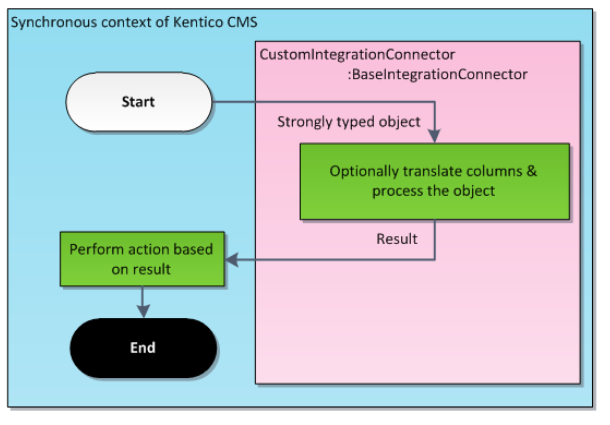 Synchronous context of Kentico CMS
CustomIntegrationConnector
:BaseIntegrationConnector
Start
Strongly typed object
Optionally translate columns &
process the object
Result
Perform action based
on result
End